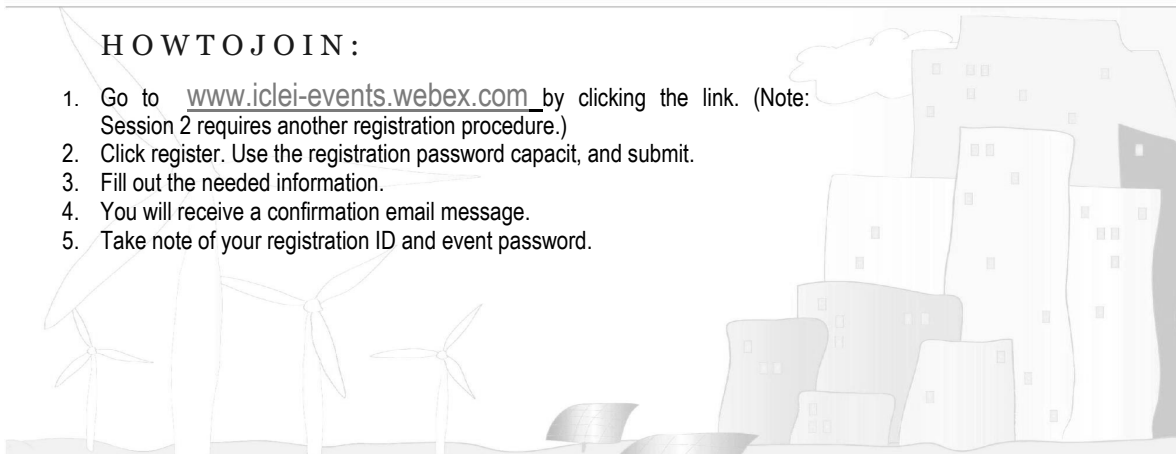 HOWTOJOIN:
1. Go to www.iclei-events.webex.com by clicking the link. (Note:
Session 2 requires another registration procedure.)
2. Click register. Use the registration password capacit, and submit.
3. Fill out the needed information.
4. You will receive a confirmation email message.
5. Take note of your registration ID and event password.